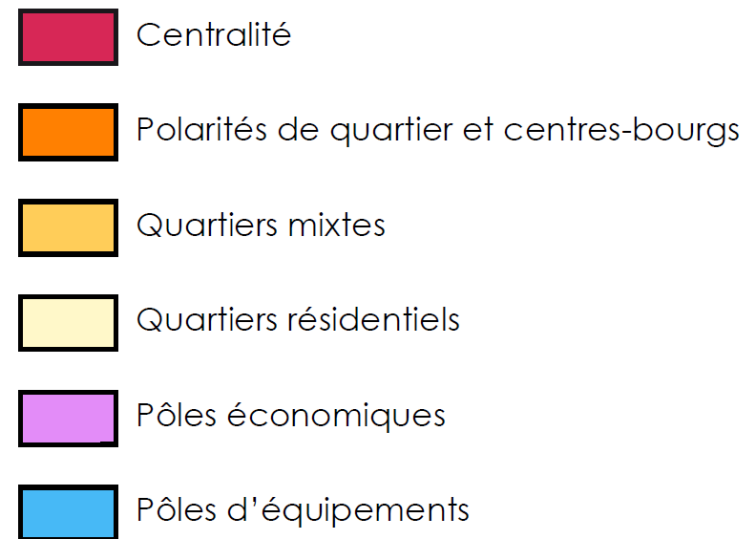 Centralité
Polarités de quartier et centres-bourgs
Quartiers mixtes
Quartiers résidentiels
Pôles économiques
Pôles d'équipements